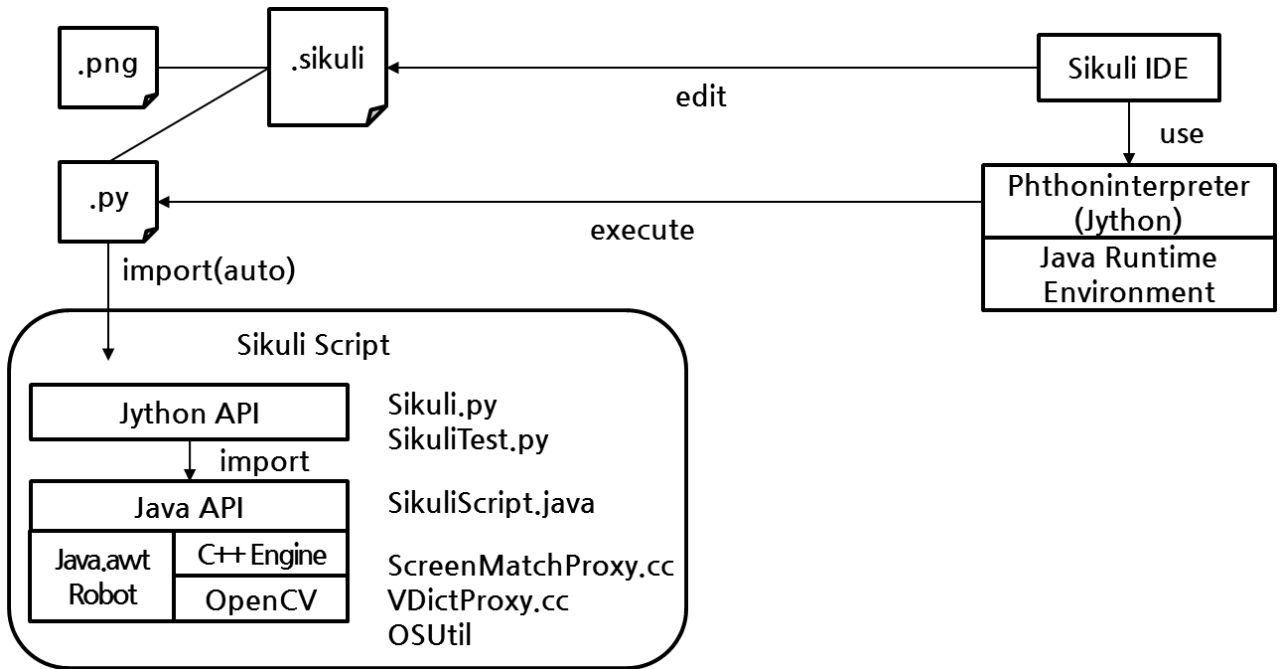 .png
.sikuli
Sikuli IDE
edit
use
.py
Phthoninterpreter
(Jython)
execute
Java Runtime
Environment
import(auto)
Sikuli Script
Jython API
Sikuli.py
SikuliTest.py
import
Java API
SikuliScript.java
Java.awt
Robot
C++ Engine
OpenCV
ScreenMatchProxy.cc
VDictProxy.cc
OSUtil